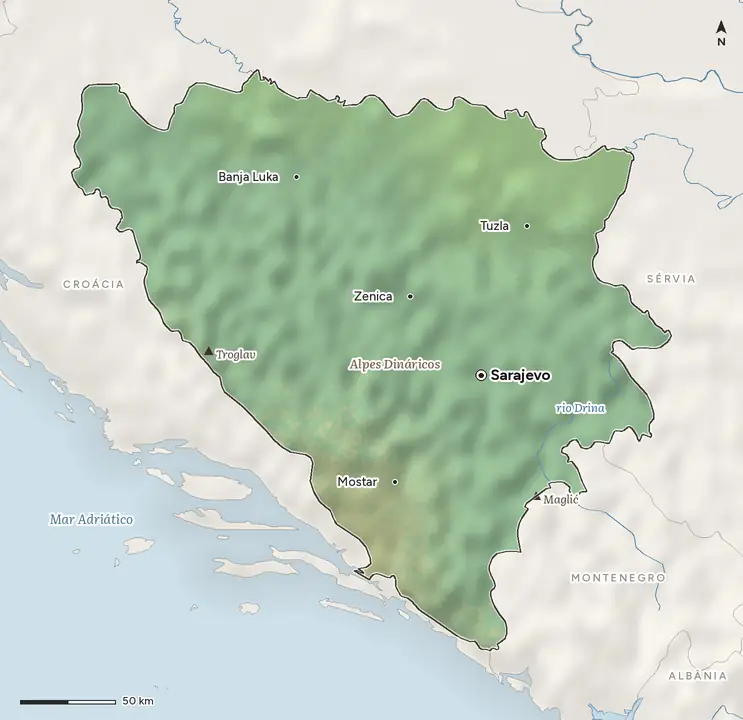 N
Banja Luka
Tuzla
SÉRVIA
CROÁCIA
Zenica
Troglav
Alpes Dináricos
Sarajevo
rio Drina
Mostar
Maglić
Mar Adriático
MONTENEGRO
ALBÂNIA
50 km